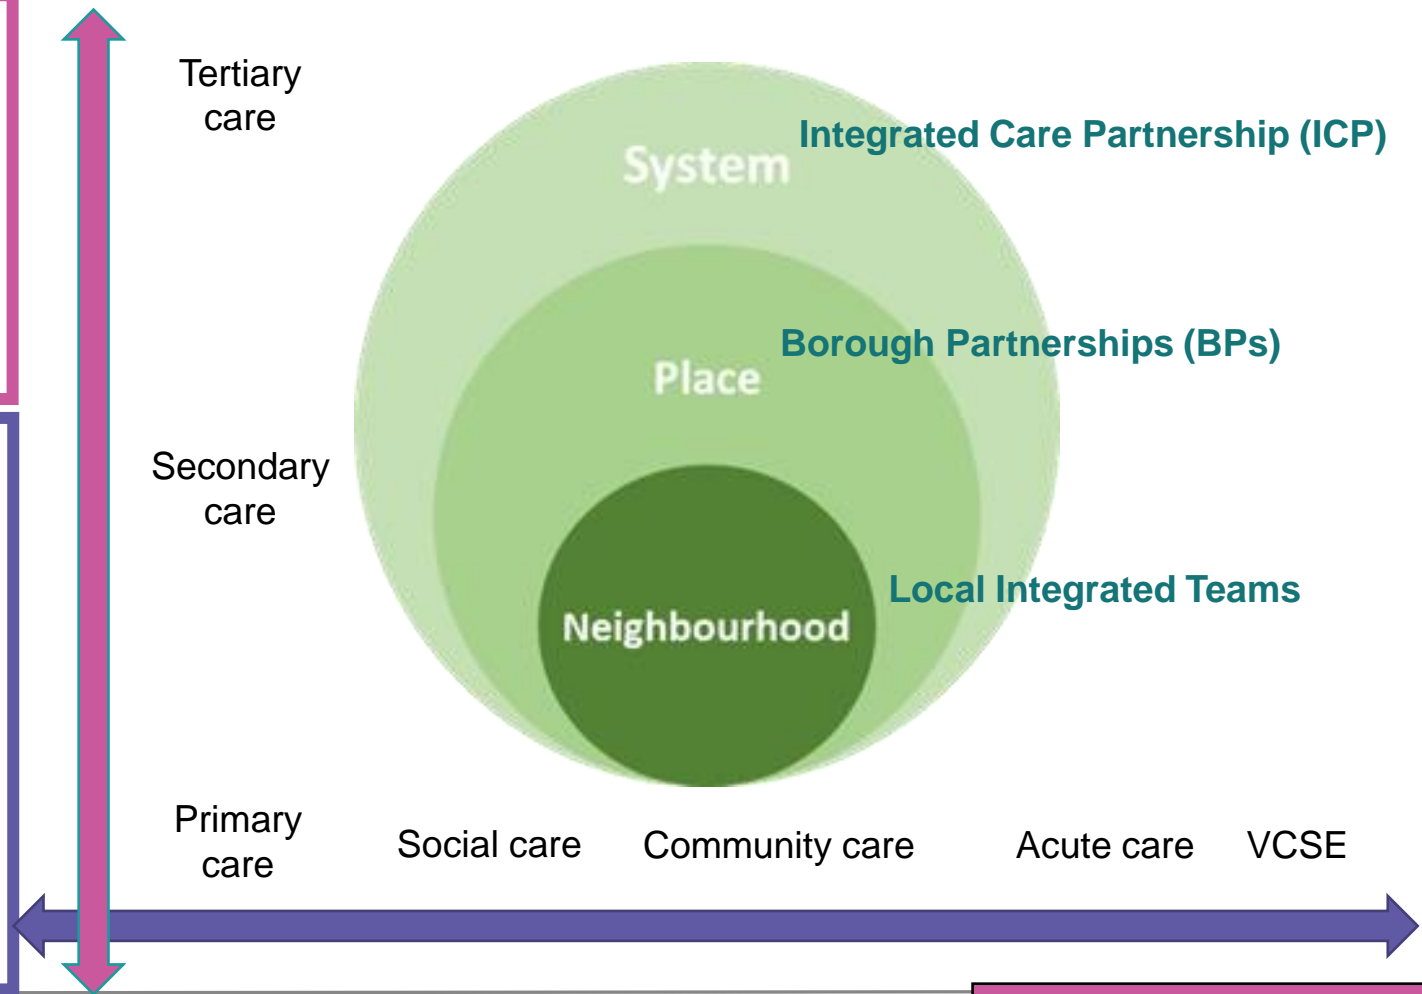 Tertiary
care
Integrated Care Partnership (ICP)
System
Borough Partnerships (BPs)
Place
Secondary
care
Local Integrated Teams
Neighbourhood
Primary
care
Social care
Community care
Acute care
VCSE